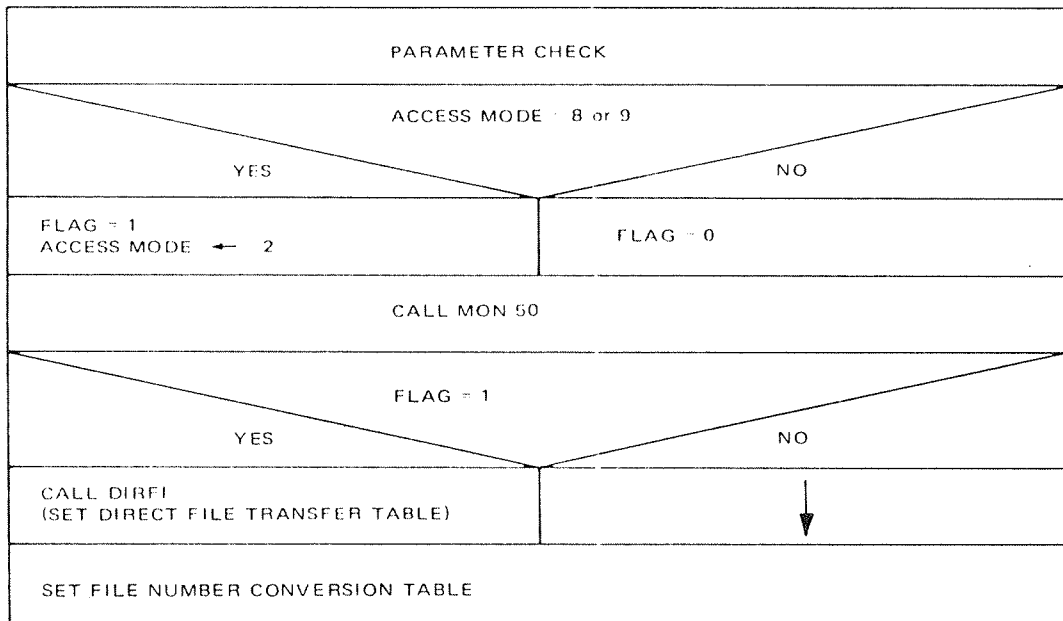 PARAMETER CHECK
ACCESS MODE = 8 or 9
YES
NO
FLAG = 1
ACCESS MODE ← 2
FLAG = 0
CALL MON 50
FLAG = 1
YES
NO
CALL DIRFI
(SET DIRECT FILE TRANSFER TABLE)
SET FILE NUMBER CONVERSION TABLE